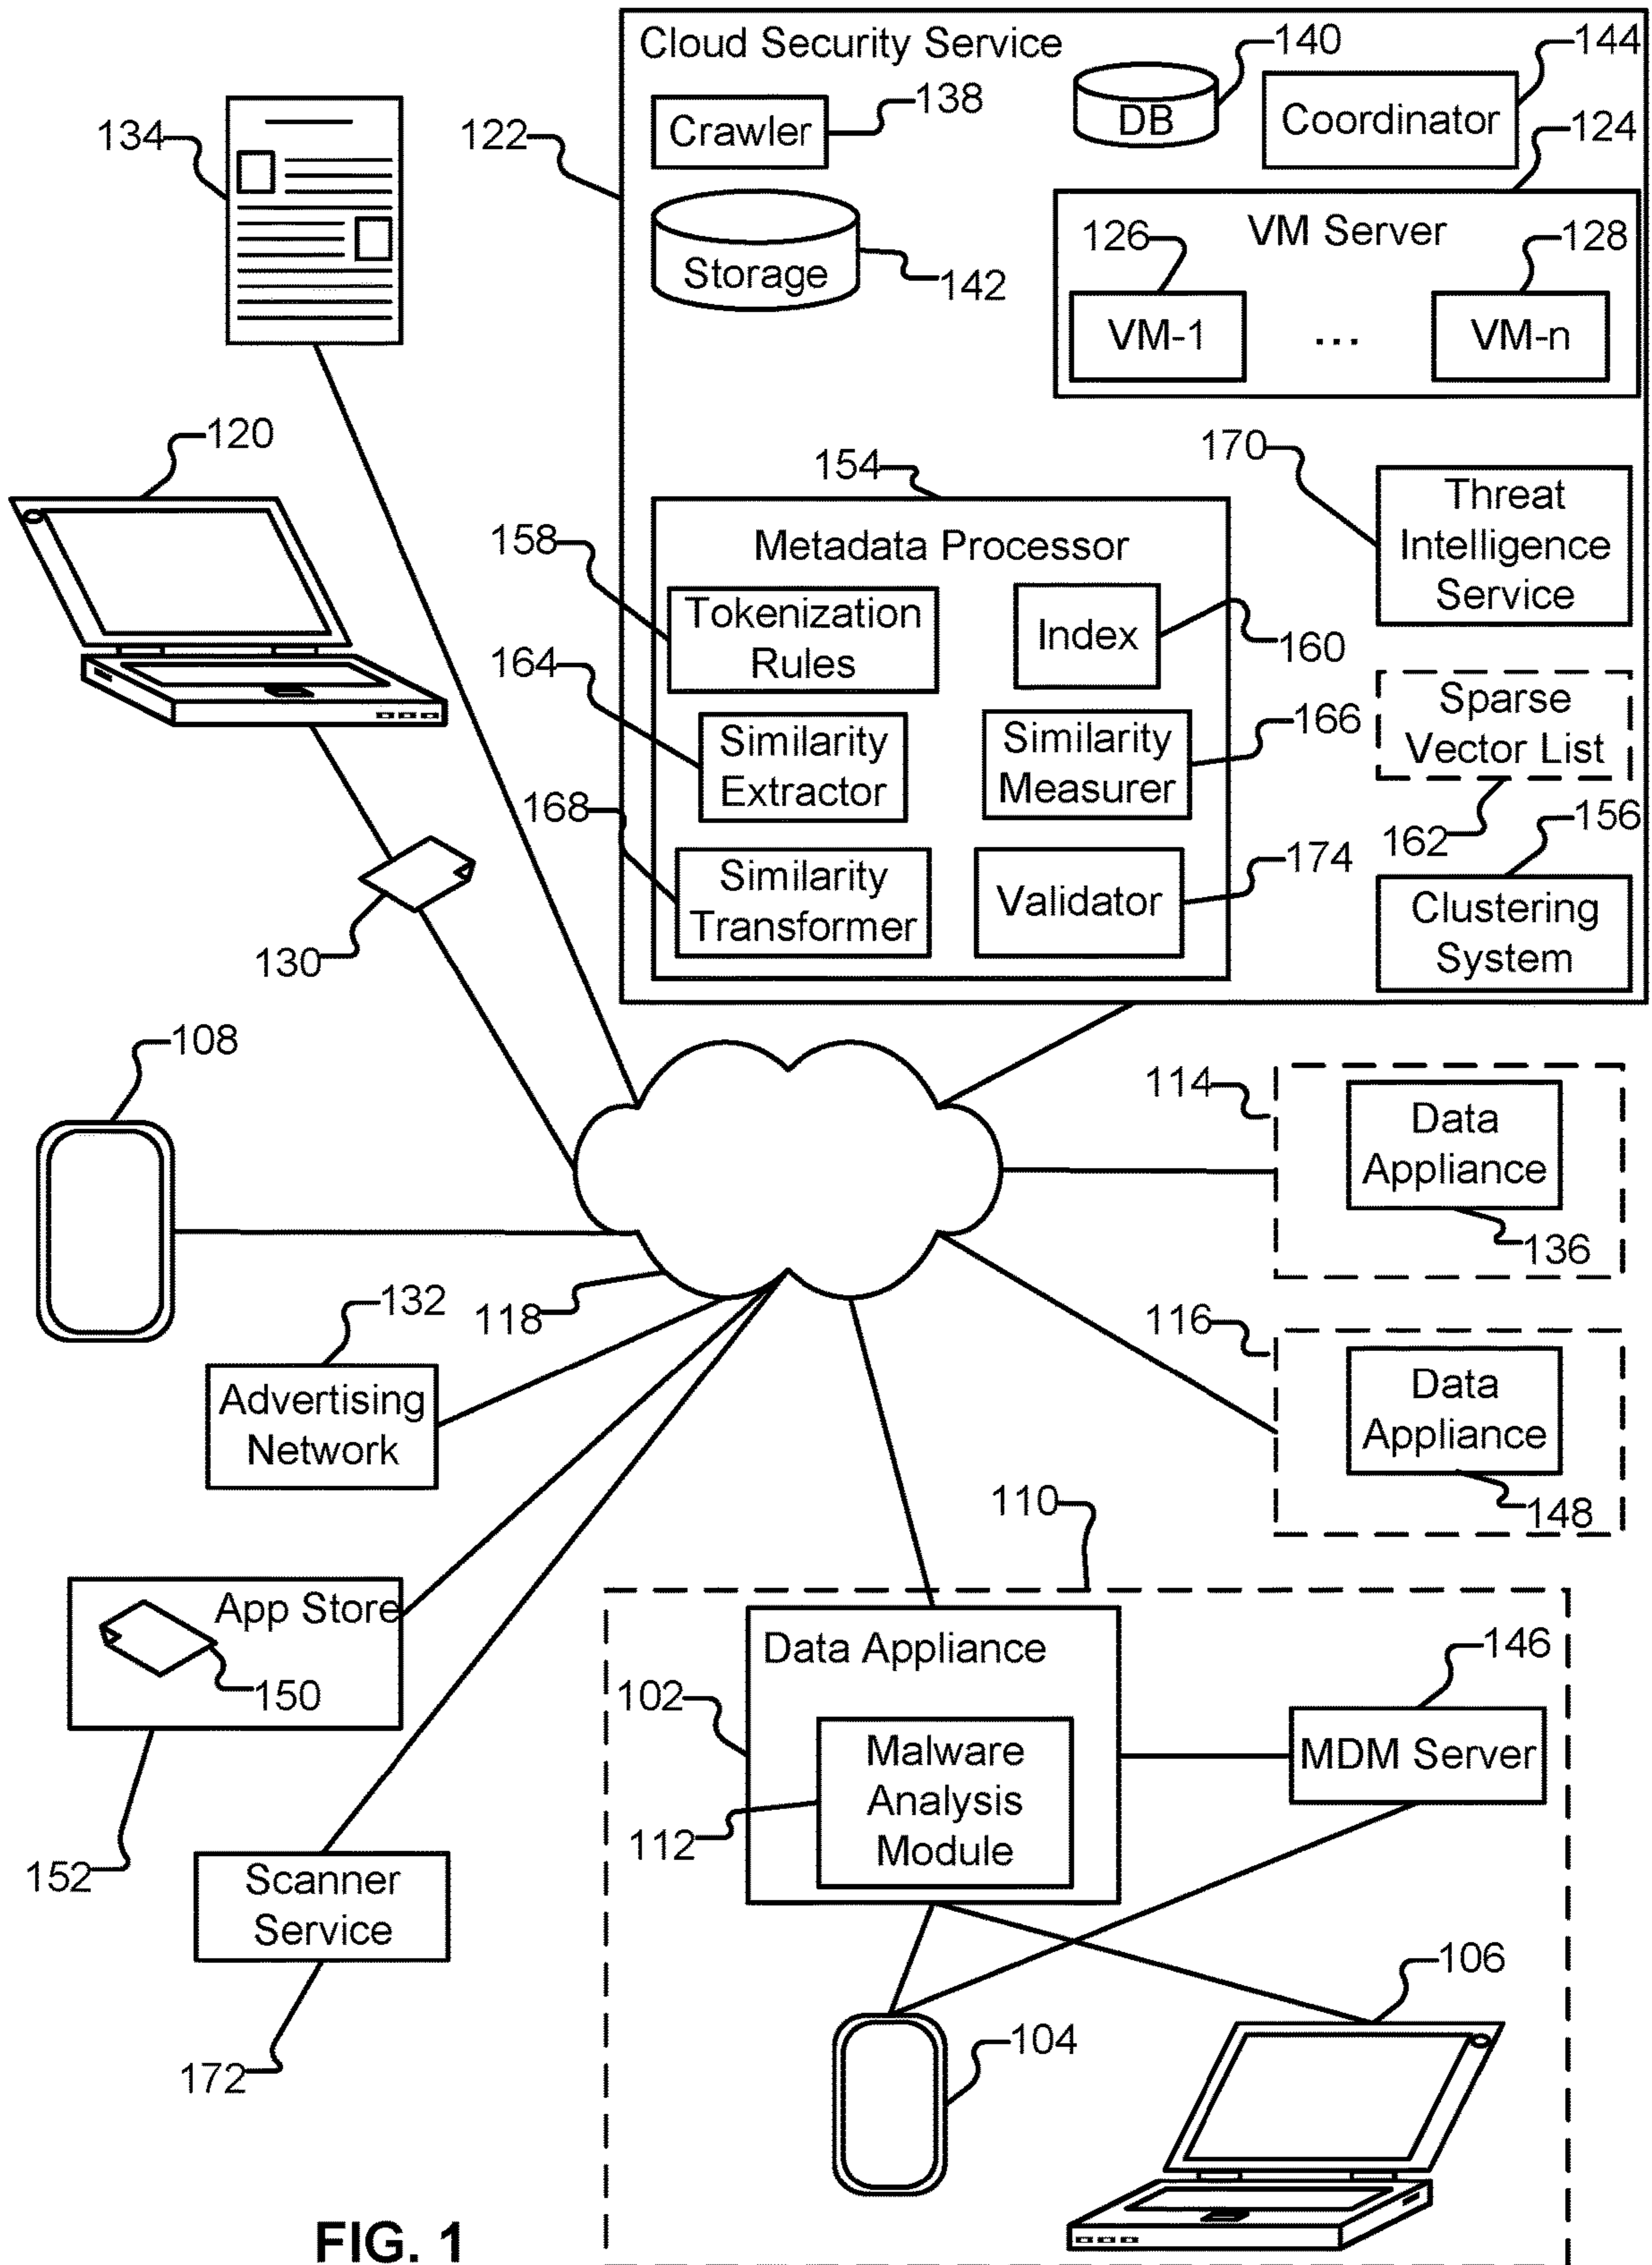 Cloud Security Service
140
144
Crawler
138
DB
Coordinator
134
122
124
Storage
142
VM Server
126
128
VM-1
...
VM-n
120
170
154
Threat
Intelligence
Service
Metadata Processor
158
Tokenization
Rules
Index
160
164
Similarity
Extractor
Similarity
Measurer
166
Sparse
Vector List
162
156
168
Similarity
Transformer
Validator
174
Clustering
System
130
108
114
Data
Appliance
136
118
132
116
Advertising
Network
Data
Appliance
148
110
App Store
150
Data Appliance
146
102
MDM Server
Malware
Analysis
Module
112
152
Scanner
Service
106
172
104
FIG. 1